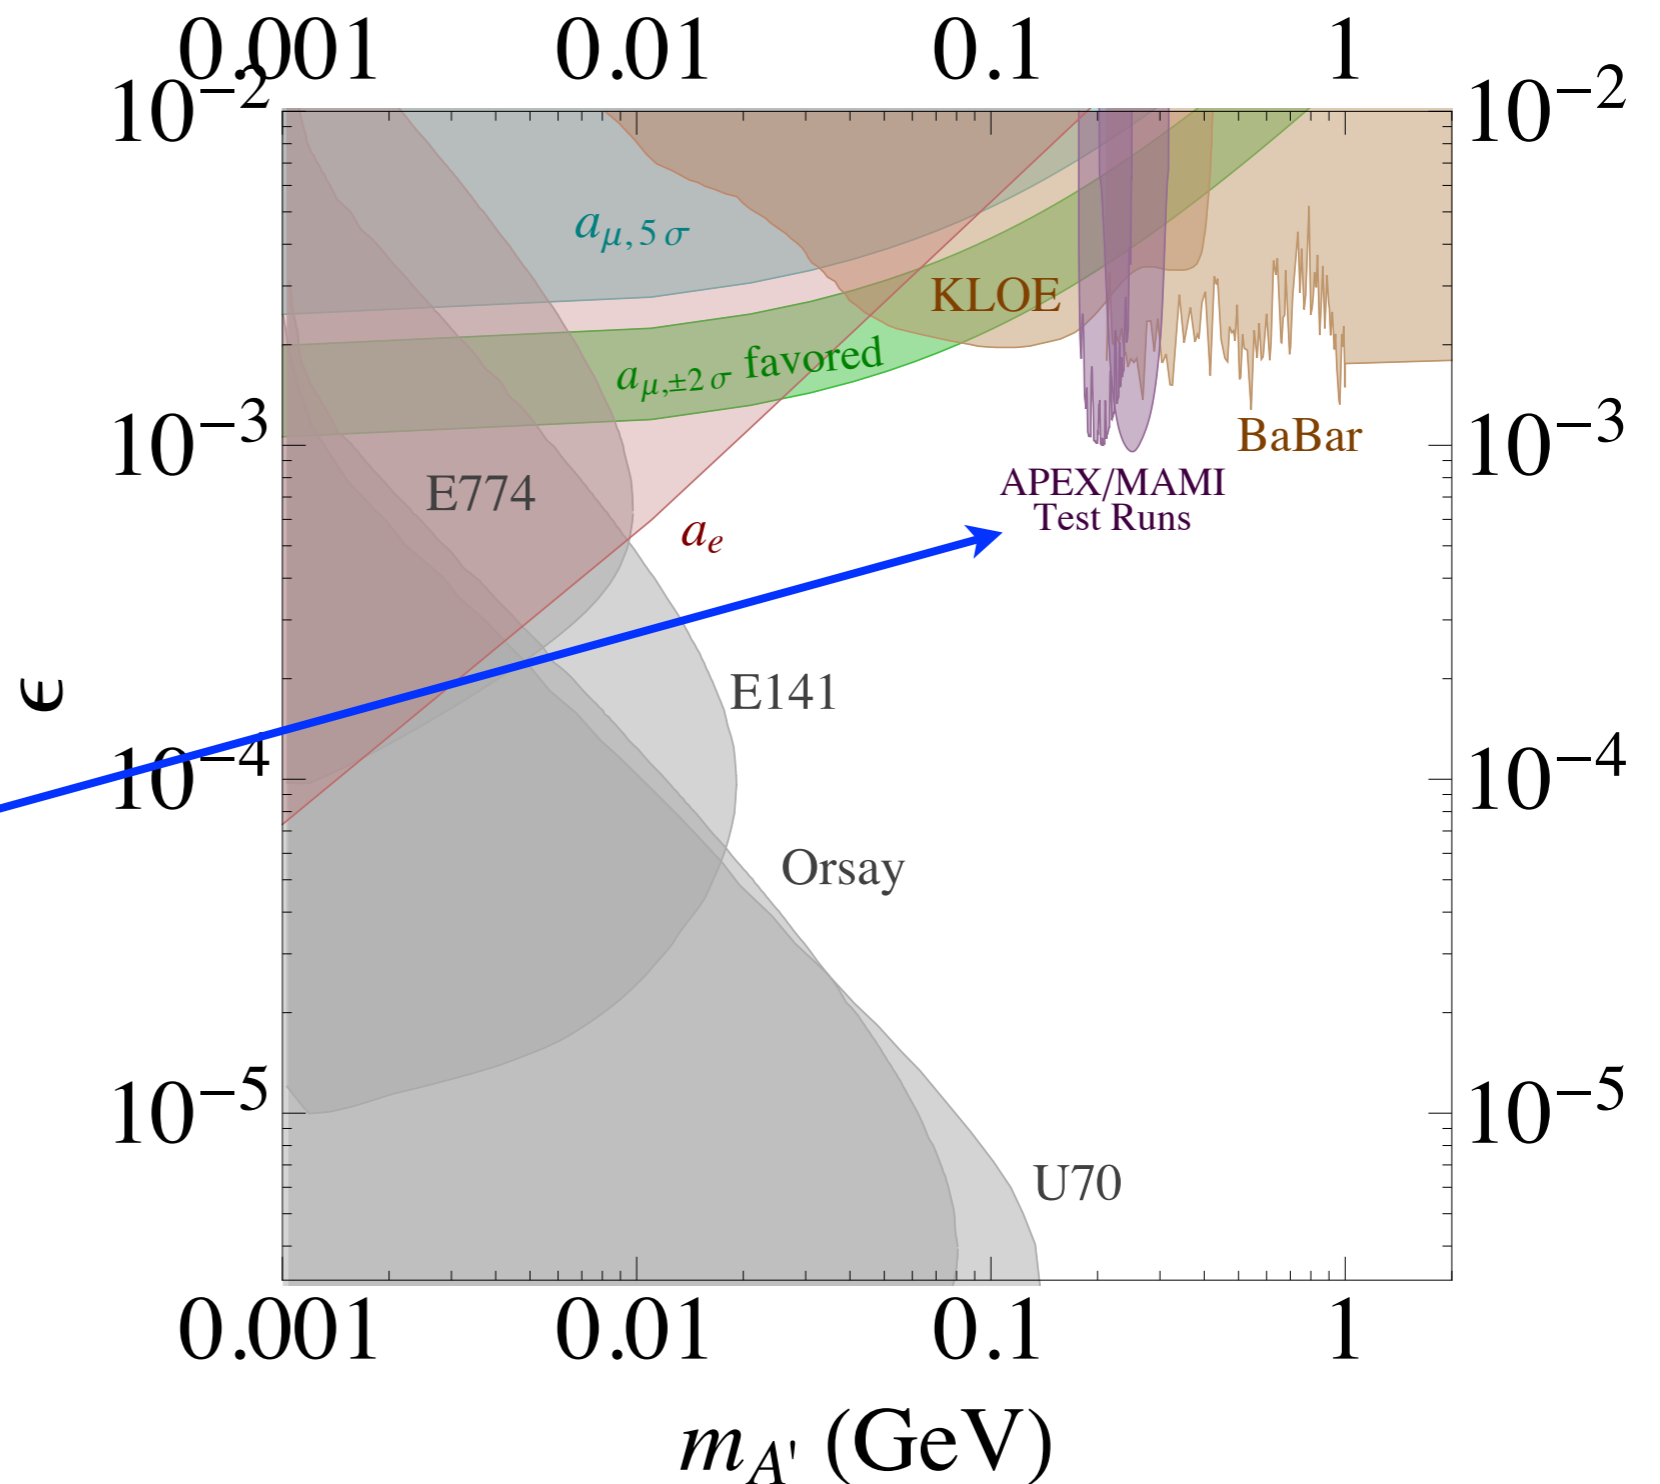 0.001 0.01 0.1 1
10⁻² 10⁻²
a_{μ,5σ}
KLOE
a_{μ,±2σ} favored
10⁻³ BaBar 10⁻³
E774 APEX/MAMI
Test Runs
a_e
E141
ϵ
10⁻⁴ 10⁻⁴
Orsay
10⁻⁵ 10⁻⁵
U70
0.001 0.01 0.1 1
m_{A'} (GeV)